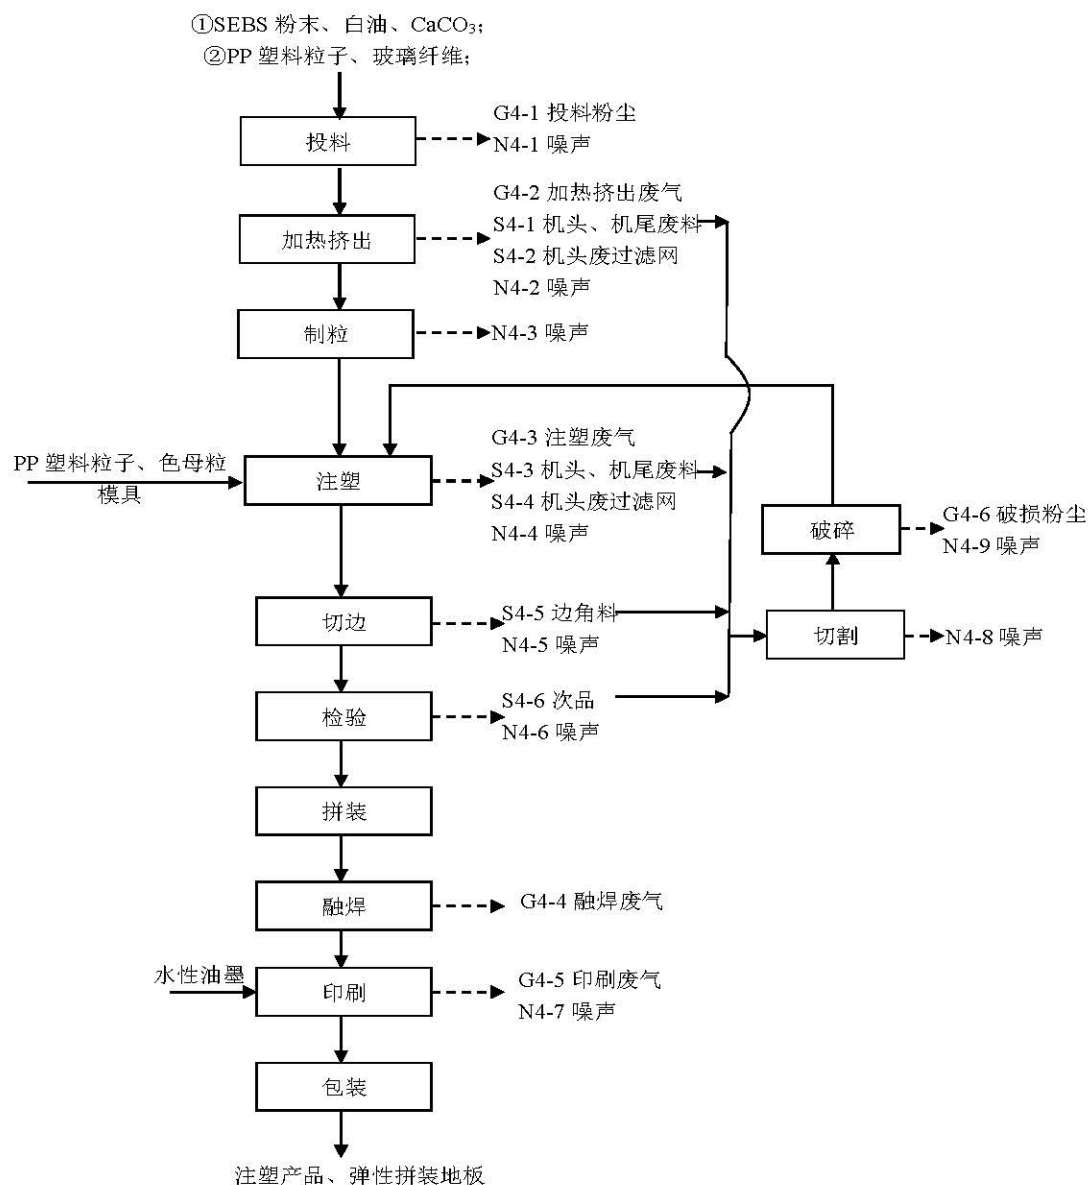 ①SEBS 粉末、白油、CaCO₃;
②PP 塑料粒子、玻璃纤维;
投料
G4-1 投料粉尘
N4-1 噪声
加热挤出
G4-2 加热挤出废气
S4-1 机头、机尾废料
S4-2 机头废过滤网
N4-2 噪声
制粒
N4-3 噪声
PP 塑料粒子、色母粒
模具
注塑
G4-3 注塑废气
S4-3 机头、机尾废料
S4-4 机头废过滤网
N4-4 噪声
破碎
G4-6 破损粉尘
N4-9 噪声
切边
S4-5 边角料
N4-5 噪声
切割
N4-8 噪声
检验
S4-6 次品
N4-6 噪声
拼装
融焊
G4-4 融焊废气
水性油墨
印刷
G4-5 印刷废气
N4-7 噪声
包装
注塑产品、弹性拼装地板